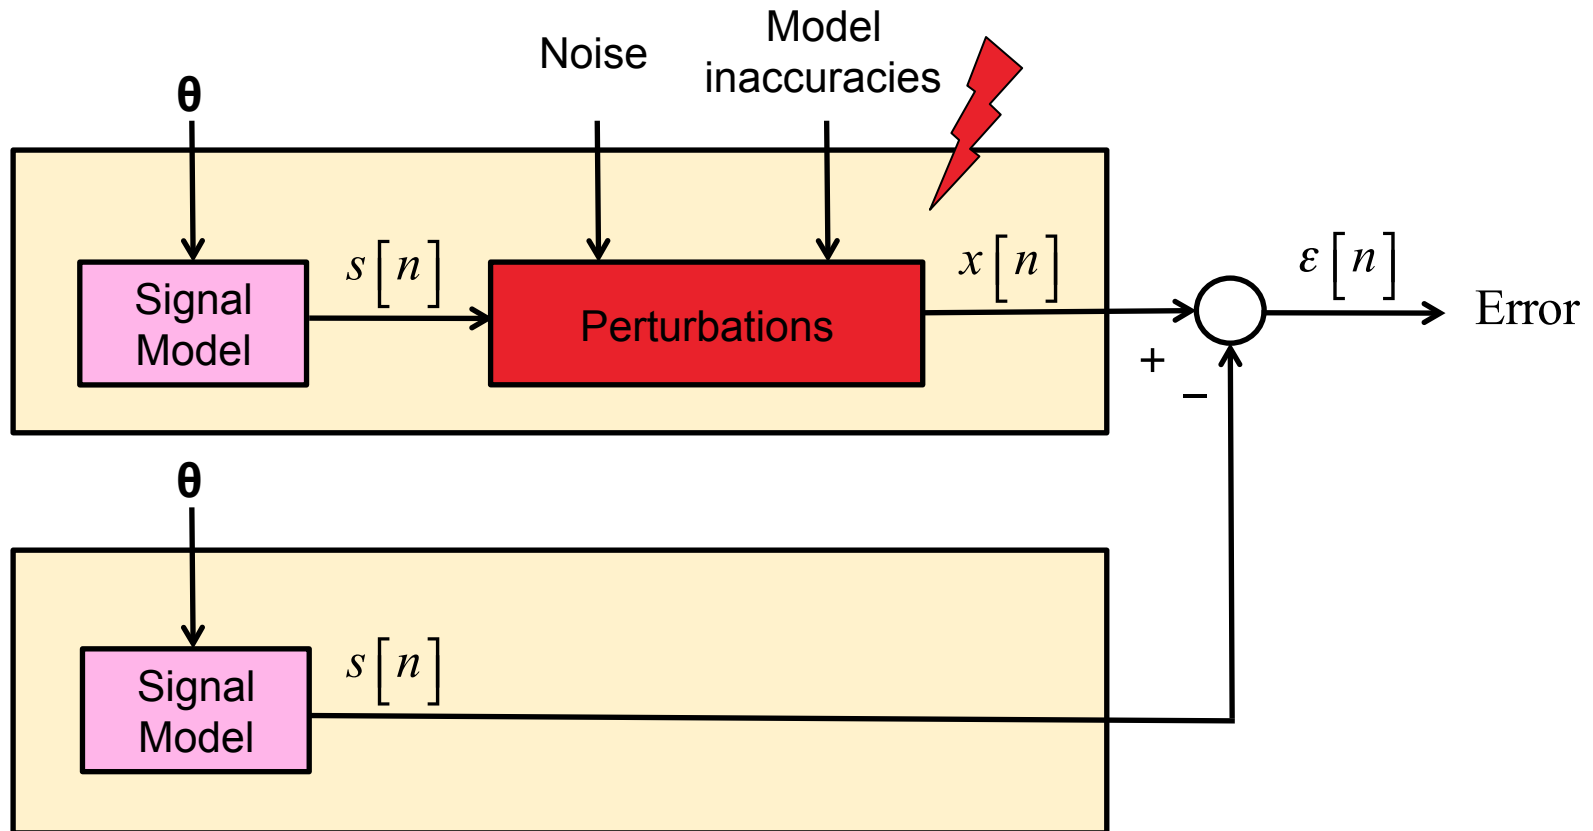 Model
Noise
inaccuracies
θ
s[n]
x[n]
ε[n]
Signal
Model
Perturbations
Error
+
−
θ
s[n]
Signal
Model